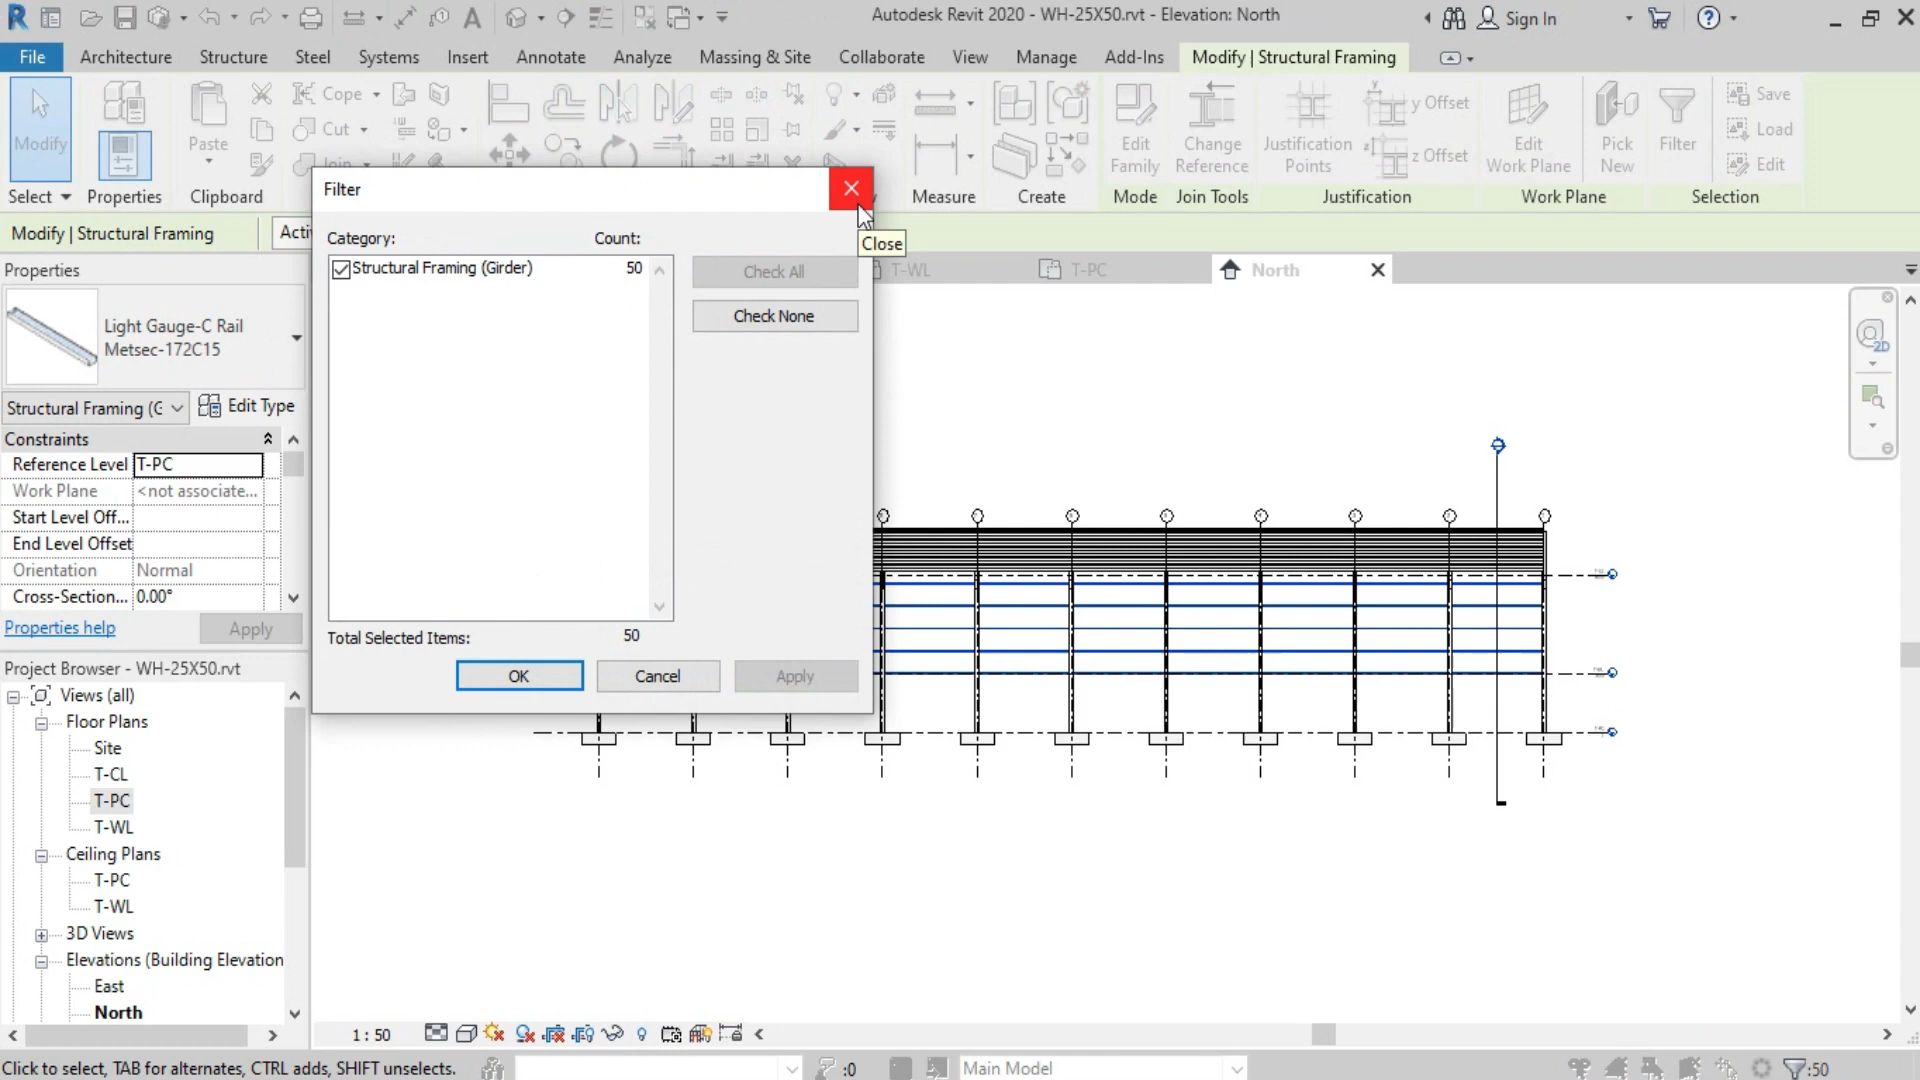 Autodesk Revit 2020 - WH-25X50.rvt - Elevation: North
Sign In
File Architecture Structure Steel Systems Insert Annotate Analyze Massing & Site Collaborate View Manage Add-Ins Modify | Structural Framing
Modify
Paste
Cope
Cut
Join
Edit Family
Change Reference
Justification Points
y Offset
z Offset
Edit Work Plane
Pick New
Filter
Save
Load
Edit
Select Properties Clipboard Measure Create Mode Join Tools Justification Work Plane Selection
Modify | Structural Framing
Acti
Filter
Close
Category: Count:
Structural Framing (Girder) 50
Check All
Check None
Total Selected Items: 50
OK Cancel Apply
T-WL T-PC North
2D
Properties
Light Gauge-C Rail
Metsec-172C15
Structural Framing (G Edit Type
Constraints
Reference Level T-PC
Work Plane <not associate...
Start Level Off...
End Level Offset
Orientation Normal
Cross-Section... 0.00°
Properties help Apply
Project Browser - WH-25X50.rvt
Views (all)
Floor Plans
Site
T-CL
T-PC
T-WL
Ceiling Plans
T-PC
T-WL
3D Views
Elevations (Building Elevation
East
North
1 : 50
Click to select, TAB for alternates, CTRL adds, SHIFT unselects.
:0
Main Model
:50